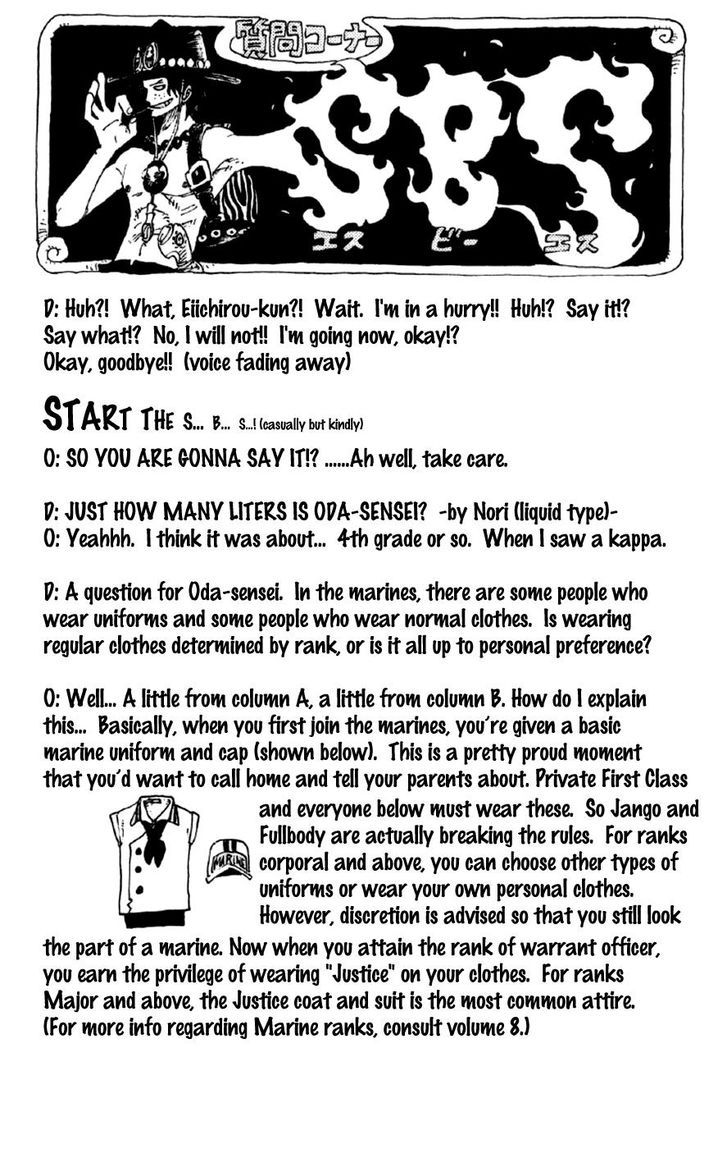 質問コーナー
SBS
エス ビー エス
D: Huh?!  What, Eiichirou-kun?!  Wait.  I'm in a hurry!!  Huh!?  Say it!?
Say what!?  No, I will not!!  I'm going now, okay!?
Okay, goodbye!!  (voice fading away)
START THE S... B... S...! (casually but kindly)
O: SO YOU ARE GONNA SAY IT!? ......Ah well, take care.
D: JUST HOW MANY LITERS IS ODA-SENSEI?  -by Nori (liquid type)-
O: Yeahhh.  I think it was about...  4th grade or so.  When I saw a kappa.
D: A question for Oda-sensei.  In the marines, there are some people who
wear uniforms and some people who wear normal clothes.  Is wearing
regular clothes determined by rank, or is it all up to personal preference?
O: Well... A little from column A, a little from column B. How do I explain
this...  Basically, when you first join the marines, you're given a basic
marine uniform and cap (shown below).  This is a pretty proud moment
that you'd want to call home and tell your parents about. Private First Class
and everyone below must wear these.  So Jango and
Fullbody are actually breaking the rules.  For ranks
corporal and above, you can choose other types of
uniforms or wear your own personal clothes.
However, discretion is advised so that you still look
MARINE
the part of a marine. Now when you attain the rank of warrant officer,
you earn the privilege of wearing "Justice" on your clothes.  For ranks
Major and above, the Justice coat and suit is the most common attire.
(For more info regarding Marine ranks, consult volume 8.)